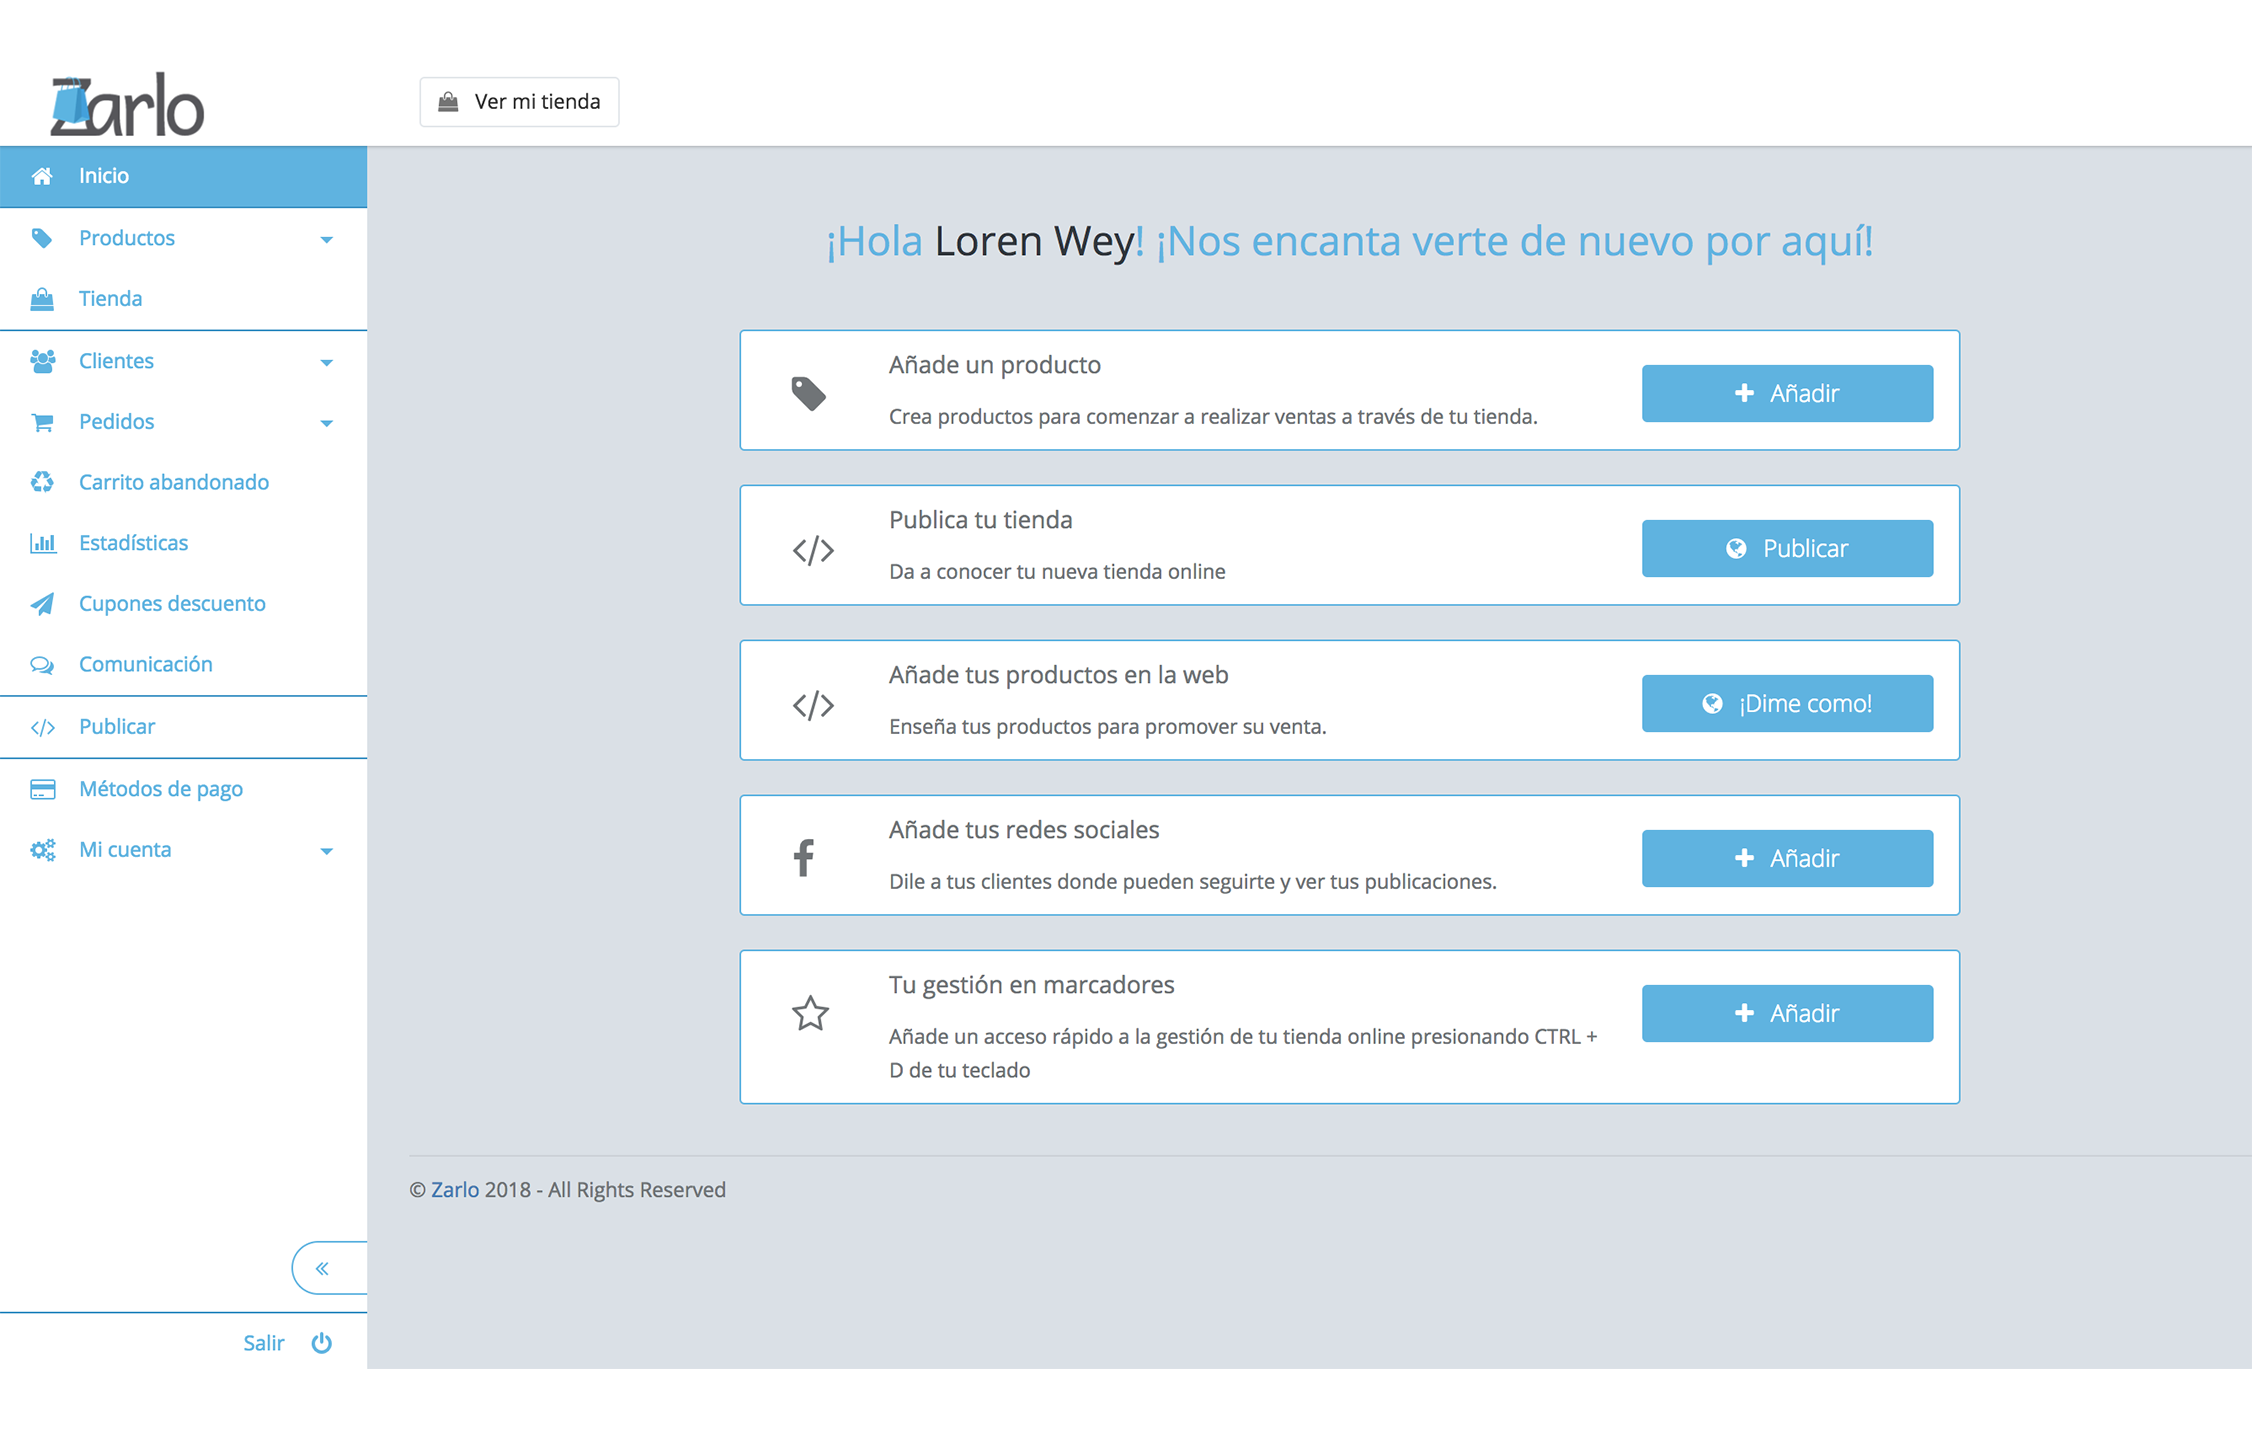 Zarlo
Ver mi tienda
Inicio
Productos
Tienda
Clientes
Pedidos
Carrito abandonado
Estadísticas
Cupones descuento
Comunicación
Publicar
Métodos de pago
Mi cuenta
Salir
¡Hola Loren Wey! ¡Nos encanta verte de nuevo por aquí!
Añade un producto
Crea productos para comenzar a realizar ventas a través de tu tienda.
Añadir
Publica tu tienda
Da a conocer tu nueva tienda online
Publicar
Añade tus productos en la web
Enseña tus productos para promover su venta.
¡Dime como!
Añade tus redes sociales
Dile a tus clientes donde pueden seguirte y ver tus publicaciones.
Añadir
Tu gestión en marcadores
Añade un acceso rápido a la gestión de tu tienda online presionando CTRL +
D de tu teclado
Añadir
© Zarlo 2018 - All Rights Reserved